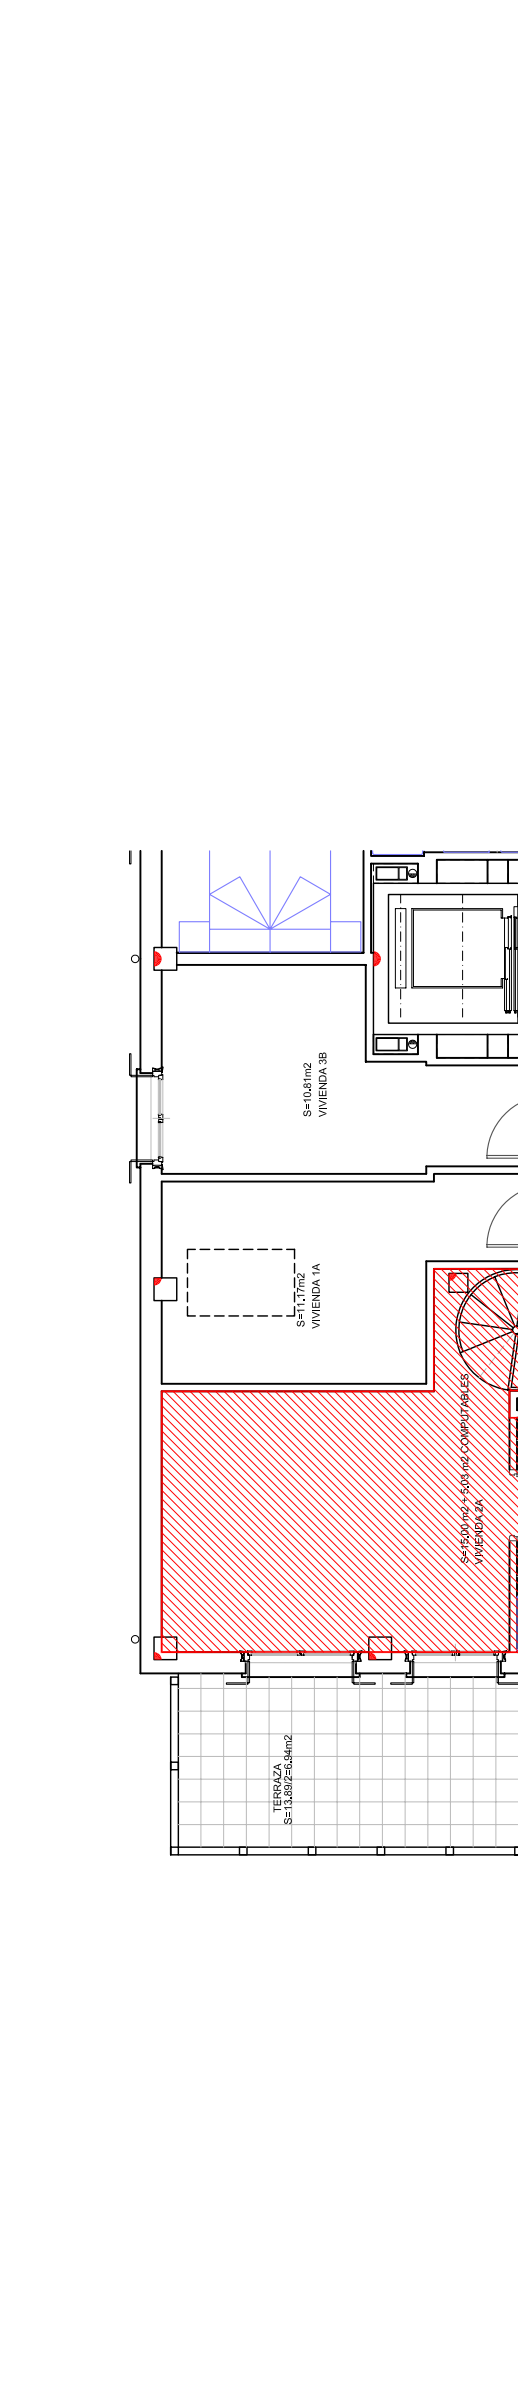 S=10.81m2
VIVIENDA 3B
S=11.17m2
VIVIENDA 1A
S=15.00 m2 + 5.03 m2 COMPUTABLES
VIVIENDA 2A
TERRAZA
S=13.89/2=6.94m2